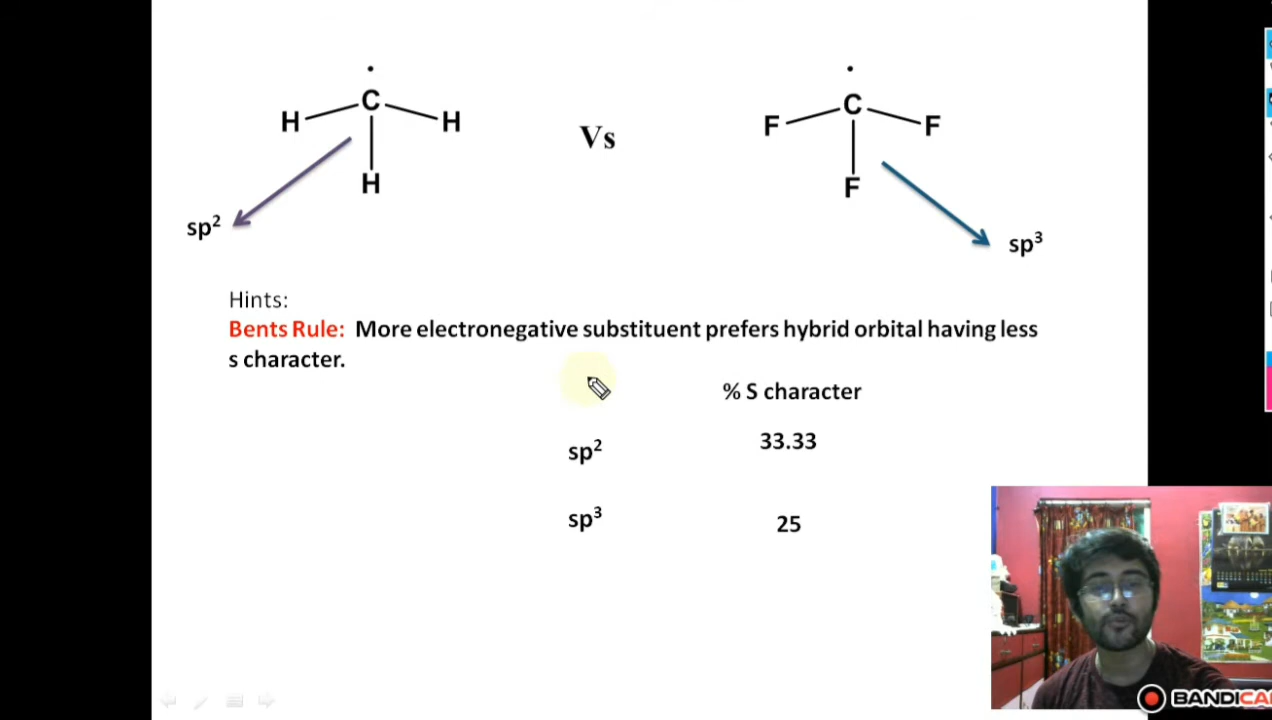 •
•
C
C
H
H
F
F
Vs
H
F
sp²
sp³
Hints:
Bents Rule: More electronegative substituent prefers hybrid orbital having less
s character.
% S character
sp²
33.33
sp³
25
BANDICA